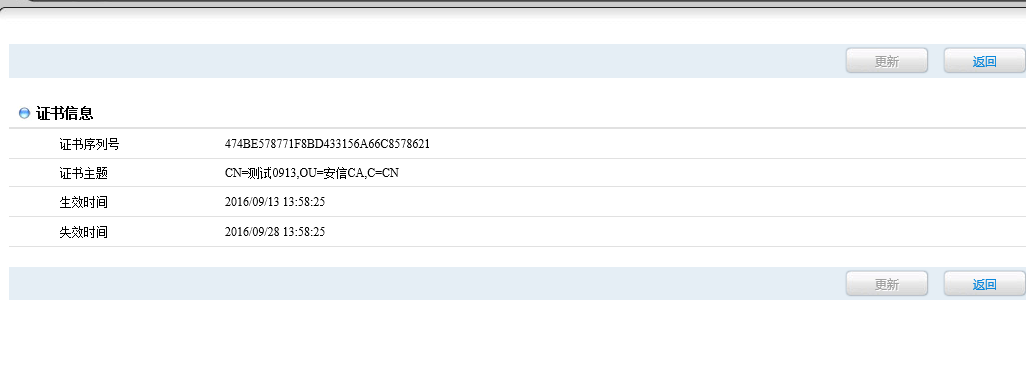 更新 返回
证书信息
证书序列号 474BE578771F8BD433156A66C8578621
证书主题 CN=测试0913,OU=安信CA,C=CN
生效时间 2016/09/13 13:58:25
失效时间 2016/09/28 13:58:25
更新 返回